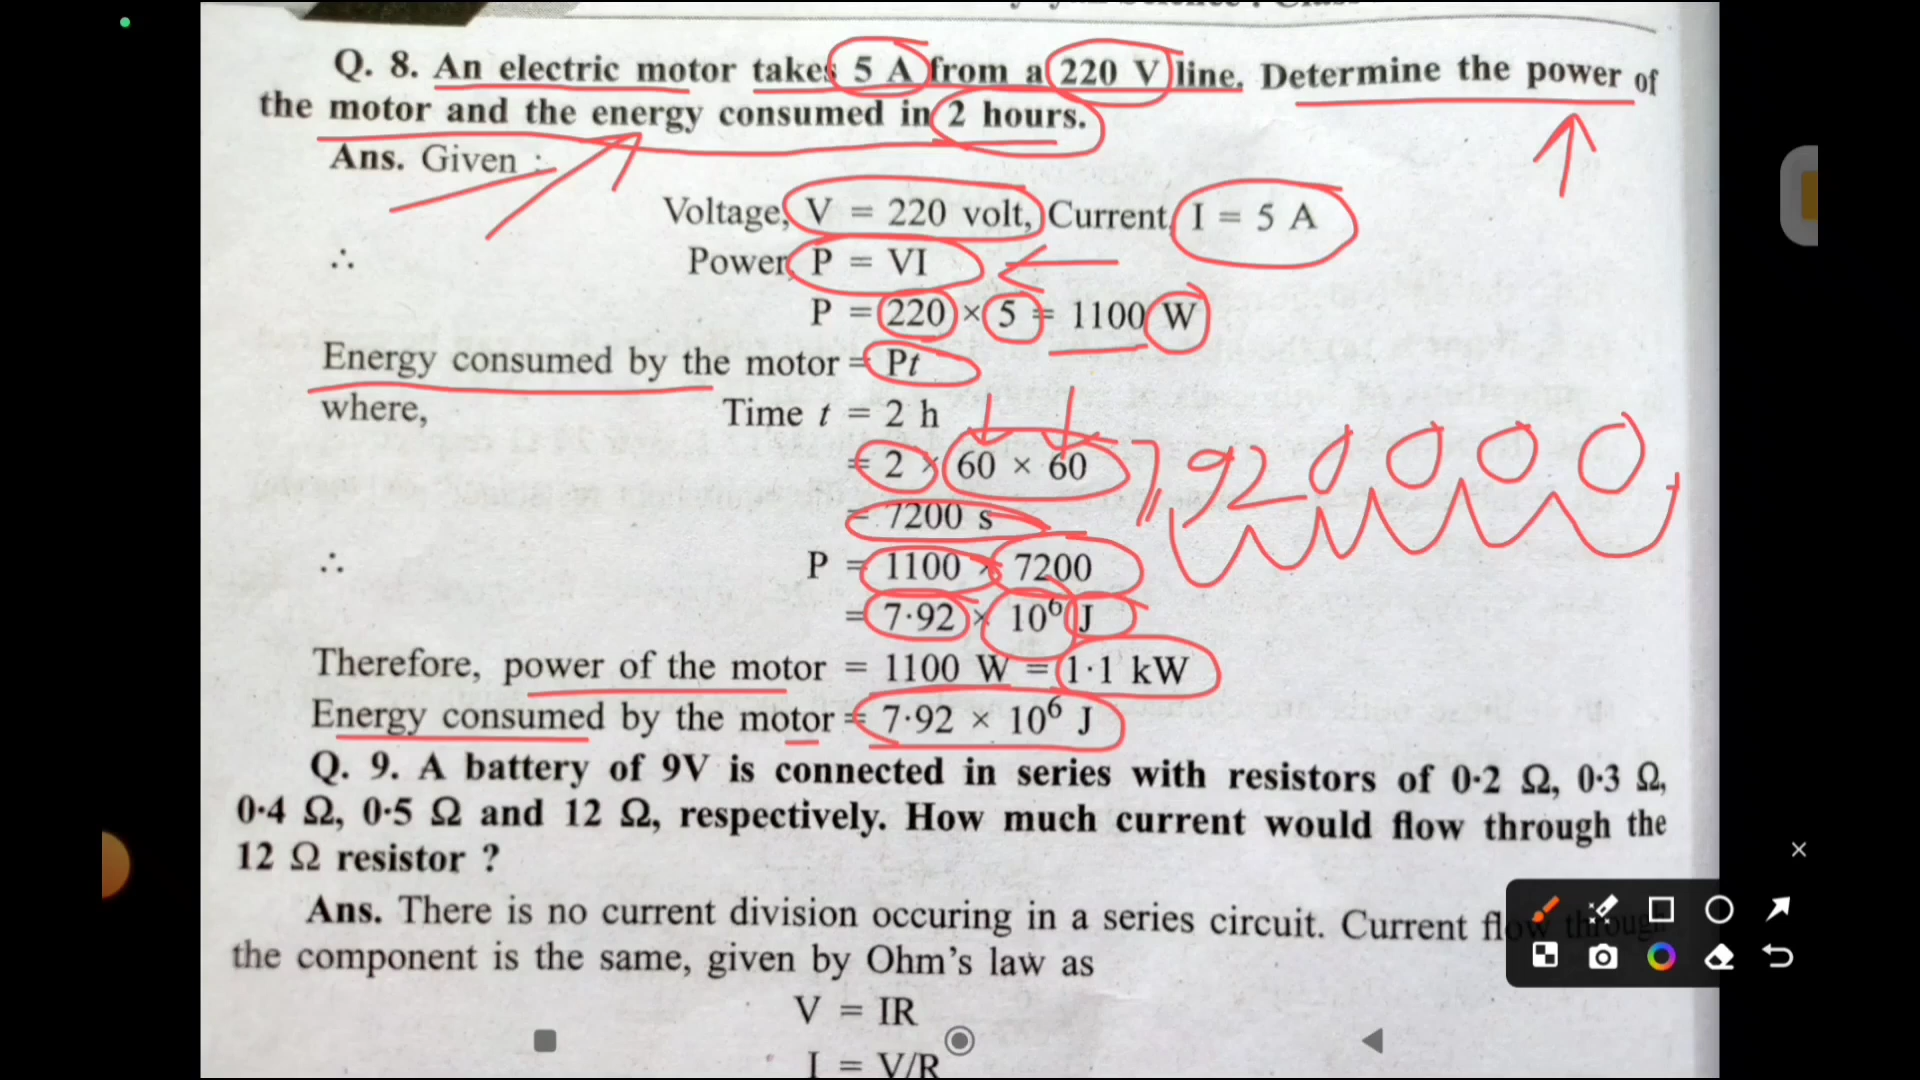 Q. 8. An electric motor takes 5 A from a 220 V line. Determine the power of
the motor and the energy consumed in 2 hours.
Ans. Given :
Voltage, V = 220 volt, Current, I = 5 A
∴ Power, P = VI
P = 220 × 5 = 1100 W
Energy consumed by the motor = Pt
where, Time t = 2 h
= 2 × 60 × 60
= 7200 s
7920000
∴ P = 1100 × 7200
= 7·92 × 10⁶ J
Therefore, power of the motor = 1100 W = 1·1 kW
Energy consumed by the motor = 7·92 × 10⁶ J
Q. 9. A battery of 9V is connected in series with resistors of 0·2 Ω, 0·3 Ω,
0·4 Ω, 0·5 Ω and 12 Ω, respectively. How much current would flow through the
12 Ω resistor ?
Ans. There is no current division occuring in a series circuit. Current flow through
the component is the same, given by Ohm's law as
V = IR
I = V/R